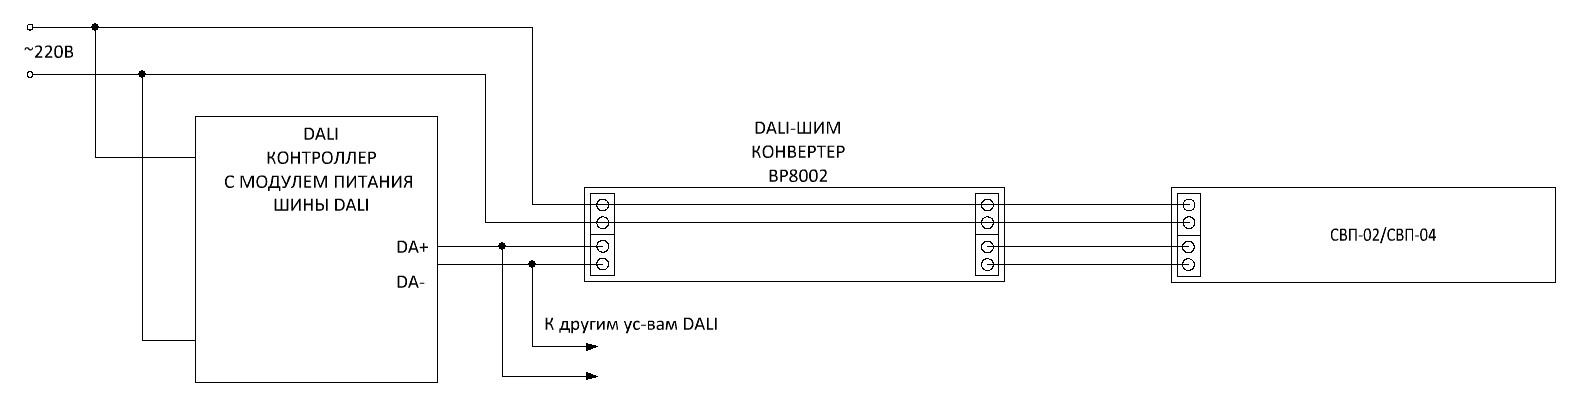 ~220В
DALI
КОНТРОЛЛЕР
С МОДУЛЕМ ПИТАНИЯ
ШИНЫ DALI
DA+
DA-
DALI-ШИМ
КОНВЕРТЕР
ВР8002
СВП-02/СВП-04
К другим ус-вам DALI